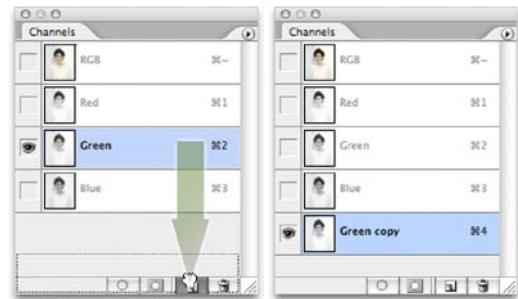 Channels
RGB ⌘~
Red ⌘1
Green ⌘2
Blue ⌘3
Channels
RGB ⌘~
Red ⌘1
Green ⌘2
Blue ⌘3
Green copy ⌘4